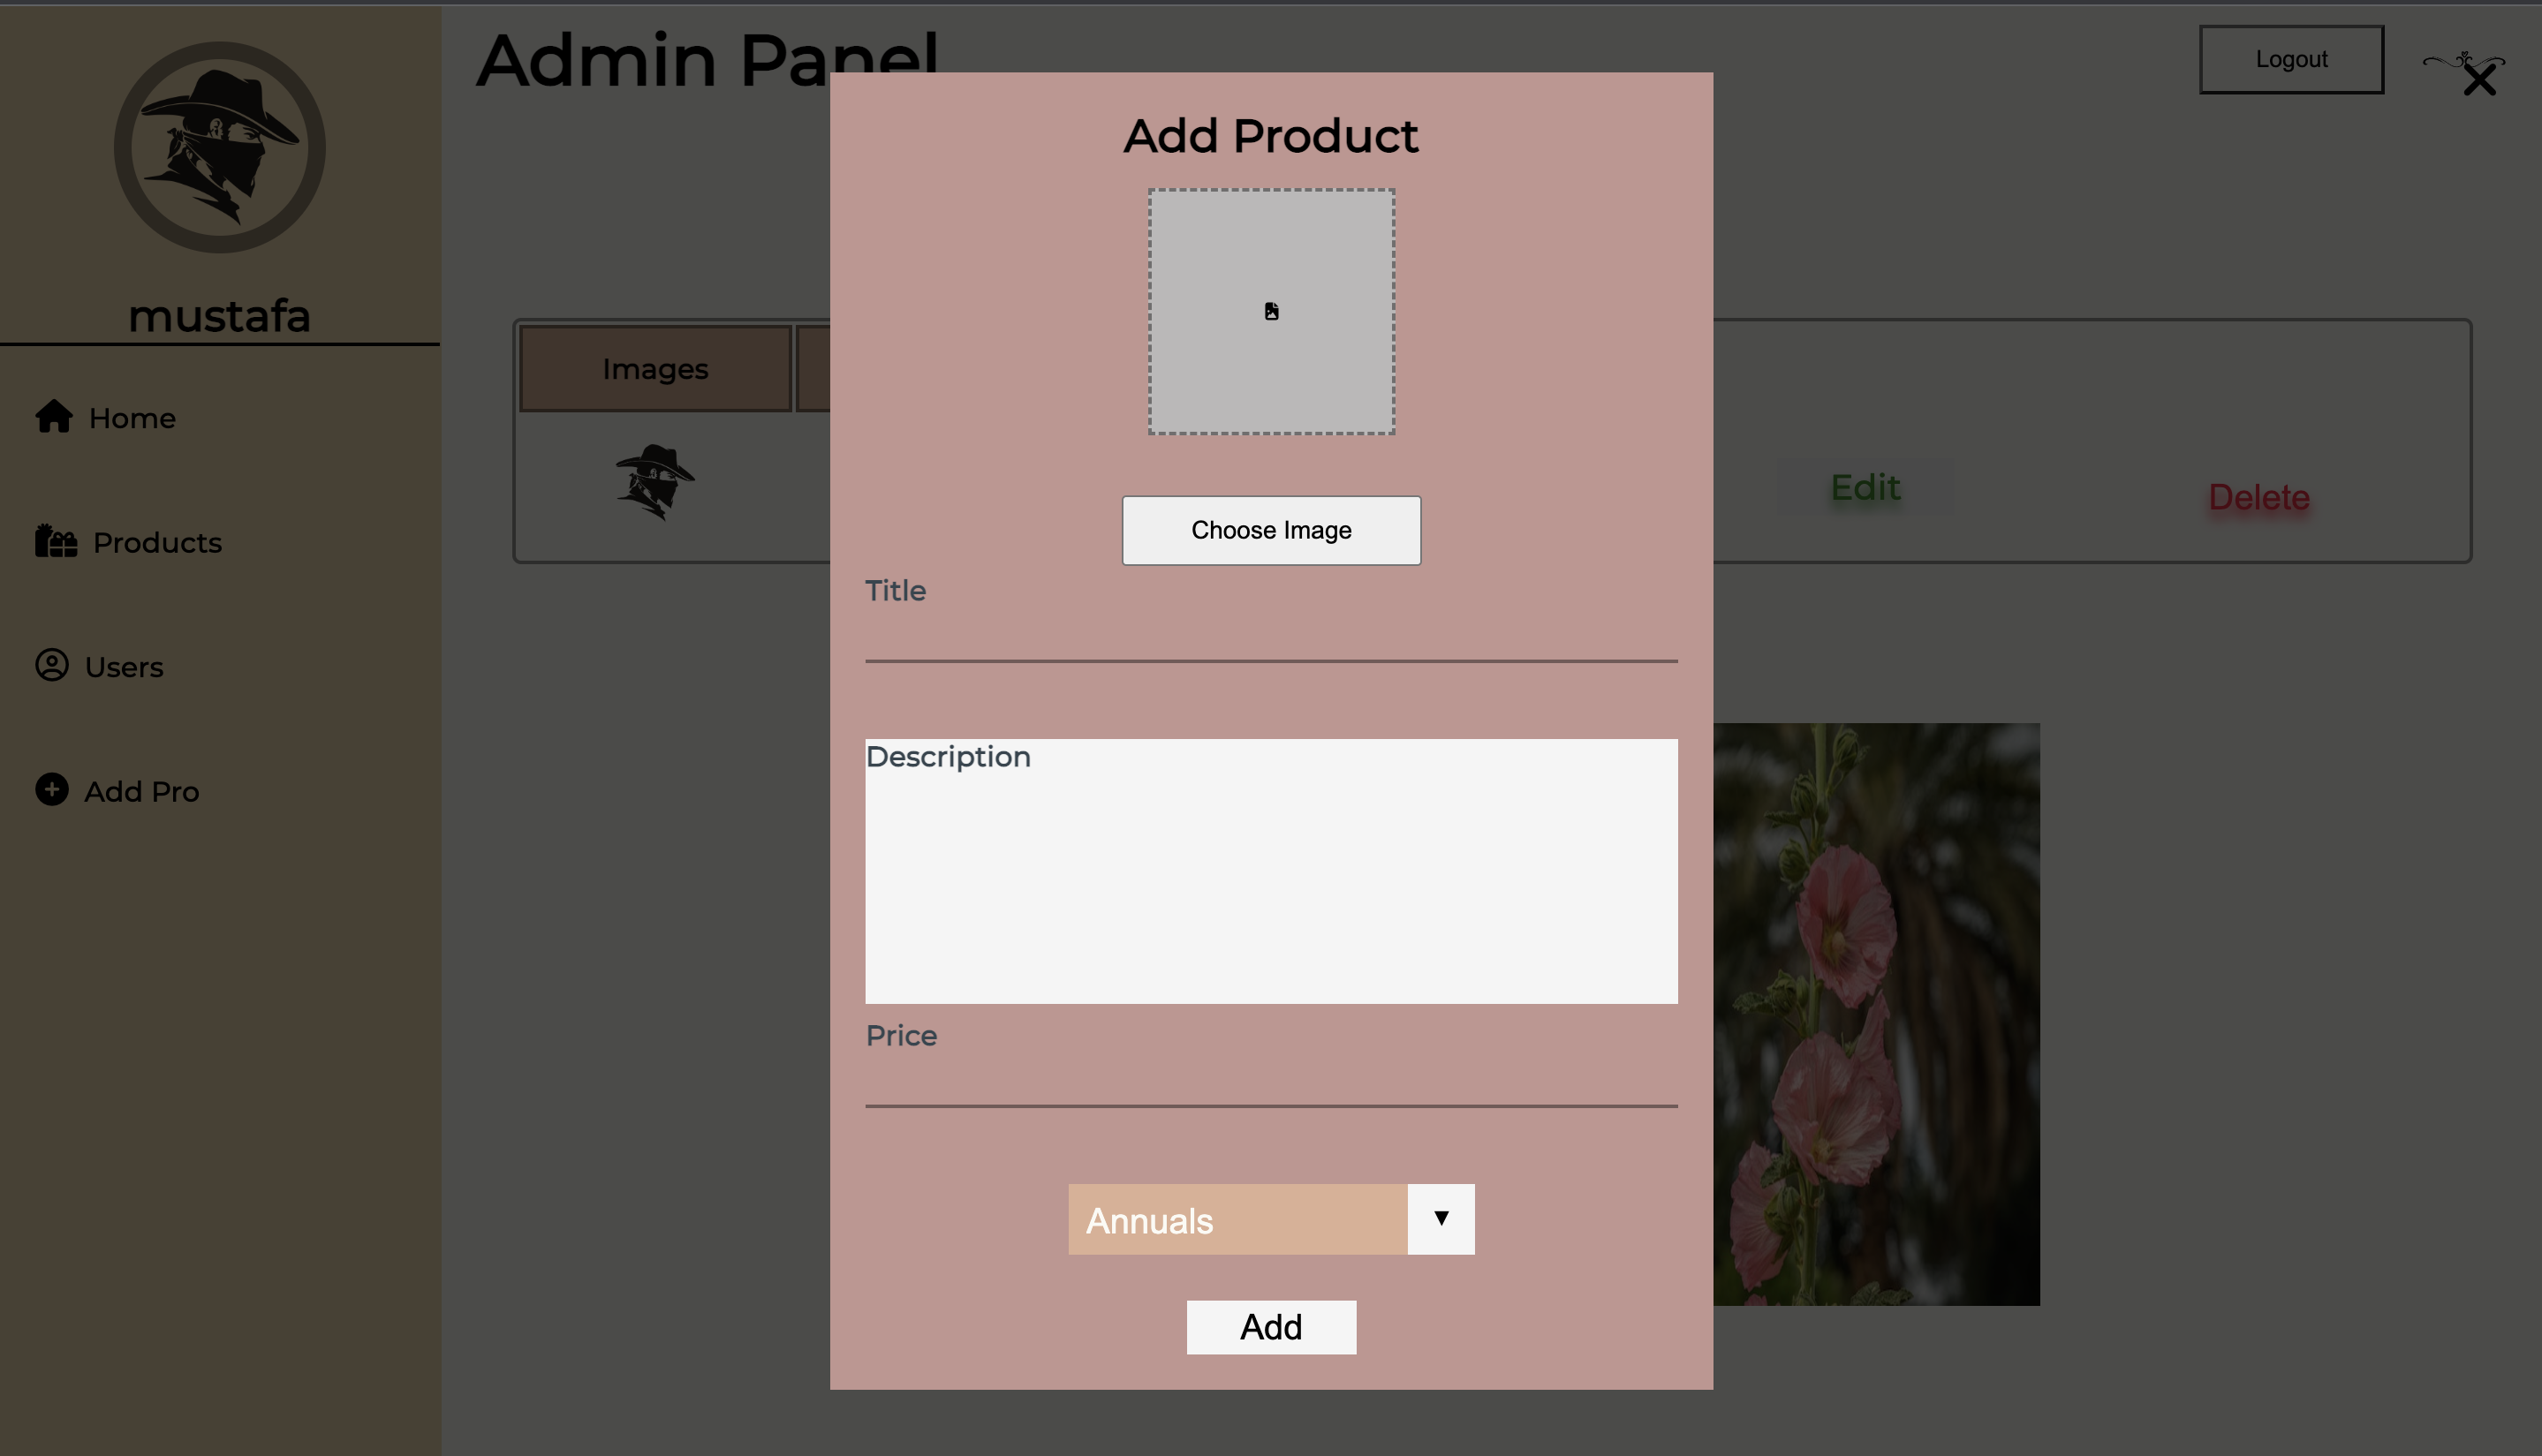 Admin Panel
Logout
mustafa
Home
Products
Users
Add Pro
Images
Edit
Delete
Add Product
Choose Image
Title
Description
Price
Annuals
Add